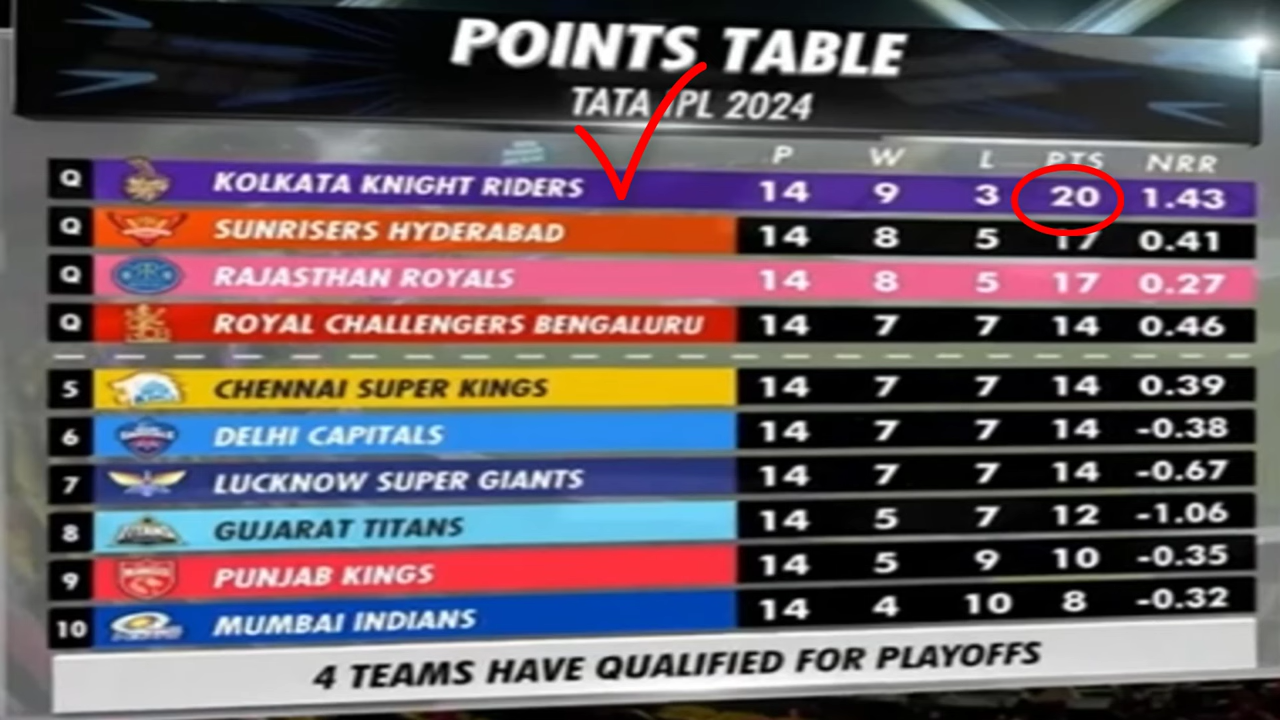 POINTS TABLE
TATA IPL 2024
P W L PTS NRR
Q KOLKATA KNIGHT RIDERS 14 9 3 20 1.43
Q SUNRISERS HYDERABAD 14 8 5 17 0.41
Q RAJASTHAN ROYALS 14 8 5 17 0.27
Q ROYAL CHALLENGERS BENGALURU 14 7 7 14 0.46
5 CHENNAI SUPER KINGS 14 7 7 14 0.39
6 DELHI CAPITALS 14 7 7 14 -0.38
7 LUCKNOW SUPER GIANTS 14 7 7 14 -0.67
8 GUJARAT TITANS 14 5 7 12 -1.06
9 PUNJAB KINGS 14 5 9 10 -0.35
10 MUMBAI INDIANS 14 4 10 8 -0.32
4 TEAMS HAVE QUALIFIED FOR PLAYOFFS